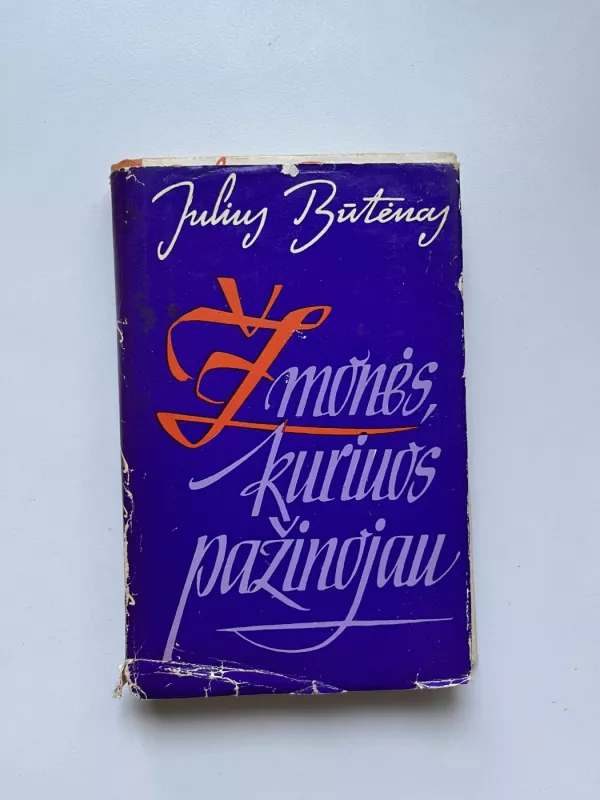 Julius Būtėnas
Žmonės,
kuriuos
pažinojau